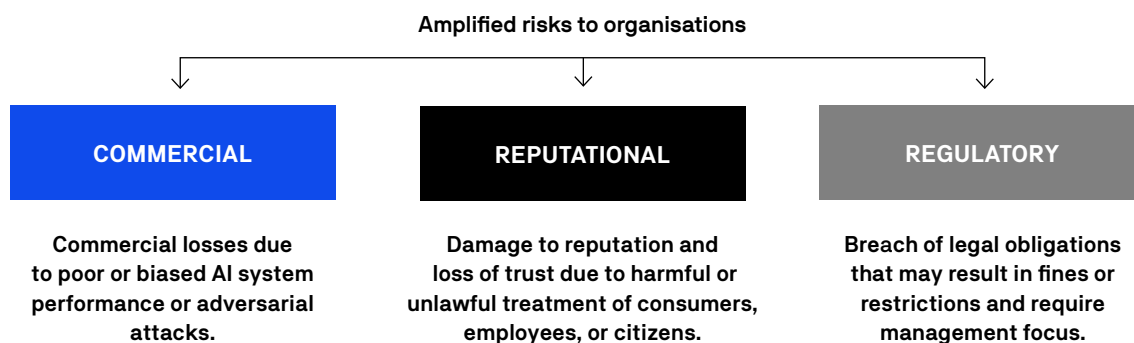 Amplified risks to organisations
COMMERCIAL
Commercial losses due
to poor or biased AI system
performance or adversarial
attacks.
REPUTATIONAL
Damage to reputation and
loss of trust due to harmful or
unlawful treatment of consumers,
employees, or citizens.
REGULATORY
Breach of legal obligations
that may result in fines or
restrictions and require
management focus.